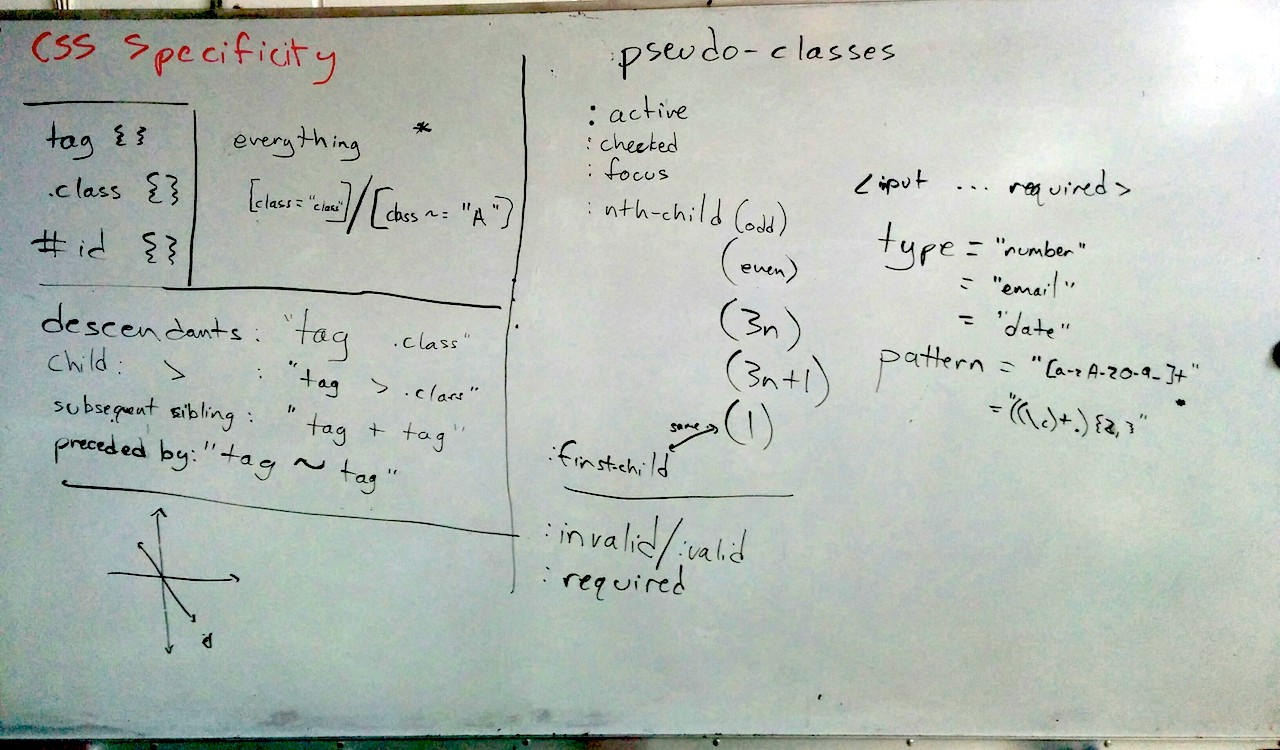 CSS Specificity
tag {}
.class {}
#id {}
everything *
[class="class"]/[class ~= "A"]
descendants: "tag .class"
child: > : "tag > .class"
subsequent sibling: "tag + tag"
preceded by: "tag ~ tag"
pseudo-classes
: active
: checked
: focus
: nth-child (odd)
(even)
(3n)
(3n+1)
same (1)
:first-child
:invalid/:valid
:required
<input ... required>
type = "number"
= "email"
= "date"
pattern = "[a-z A-Z0-9_]+"